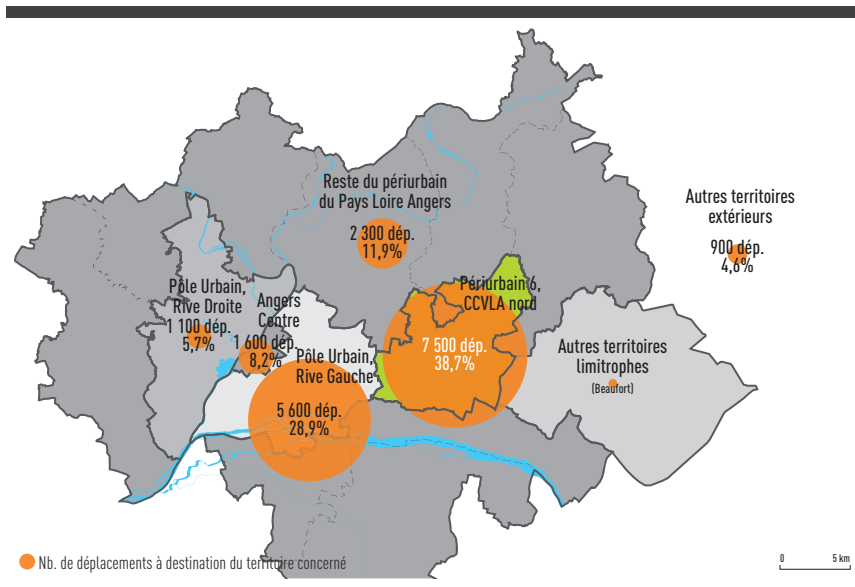 Reste du périurbain
du Pays Loire Angers
2 300 dép.
11,9%
Autres territoires
extérieurs
900 dép.
4,6%
Périurbain 6,
CCVLA nord
7 500 dép.
38,7%
Pôle Urbain,
Rive Droite
1 100 dép.
5,7%
Angers
Centre
1 600 dép.
8,2%
Pôle Urbain,
Rive Gauche
5 600 dép.
28,9%
Autres territoires
limitrophes
(Beaufort)
Nb. de déplacements à destination du territoire concerné
0 5 km